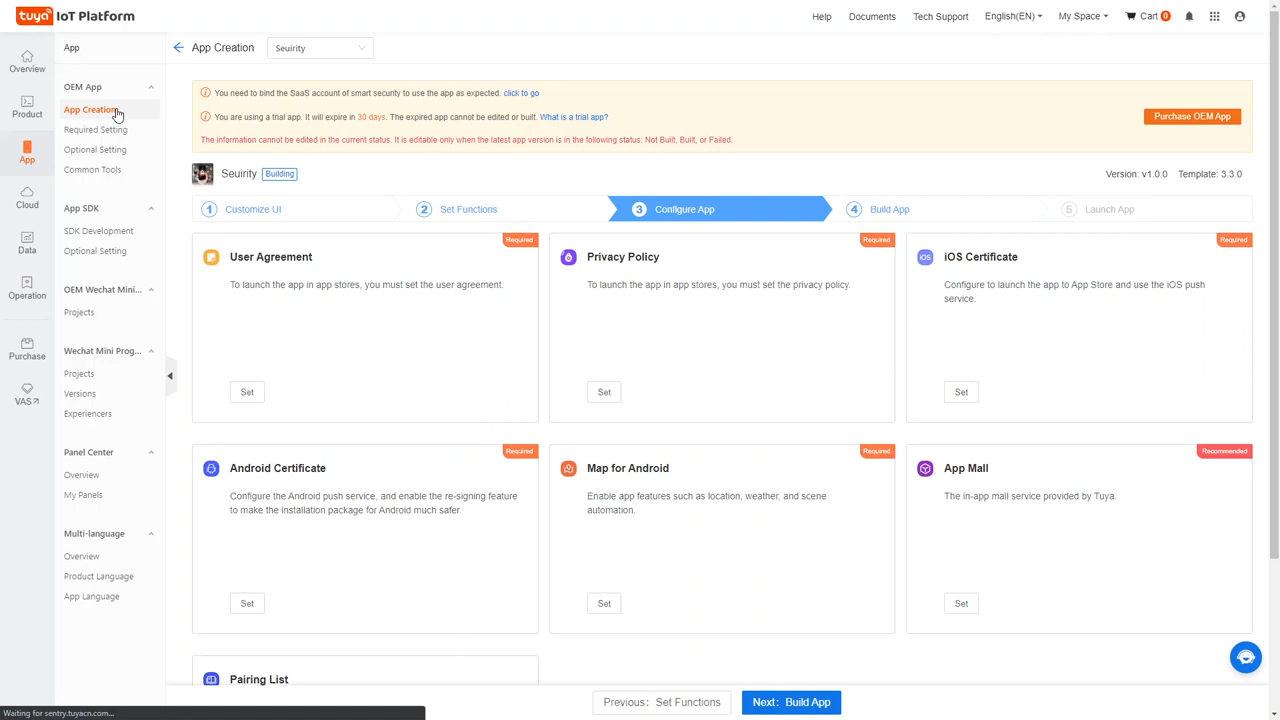 tuya IoT Platform
Help
Documents
Tech Support
English(EN)
My Space
Cart
0
Overview
Product
App
Cloud
Data
Operation
Purchase
VAS
App
OEM App
App Creation
Required Setting
Optional Setting
Common Tools
App SDK
SDK Development
Optional Setting
OEM Wechat Mini...
Projects
Wechat Mini Prog...
Projects
Versions
Experiencers
Panel Center
Overview
My Panels
Multi-language
Overview
Product Language
App Language
App Creation
Seuirity
You need to bind the SaaS account of smart security to use the app as expected. click to go
You are using a trial app. It will expire in 30 days. The expired app cannot be edited or built. What is a trial app?
The information cannot be edited in the current status. It is editable only when the latest app version is in the following status: Not Built, Built, or Failed.
Purchase OEM App
Seuirity
Building
Version: v1.0.0
Template: 3.3.0
1 Customize UI
2 Set Functions
3 Configure App
4 Build App
5 Launch App
Required
User Agreement
To launch the app in app stores, you must set the user agreement.
Set
Required
Privacy Policy
To launch the app in app stores, you must set the privacy policy.
Set
Required
iOS
iOS Certificate
Configure to launch the app to App Store and use the iOS push
service.
Set
Required
Android Certificate
Configure the Android push service, and enable the re-signing feature
to make the installation package for Android much safer.
Set
Required
Map for Android
Enable app features such as location, weather, and scene
automation.
Set
Recommended
App Mall
The in-app mall service provided by Tuya.
Set
Pairing List
Previous: Set Functions
Next: Build App
Waiting for sentry.tuyacn.com...